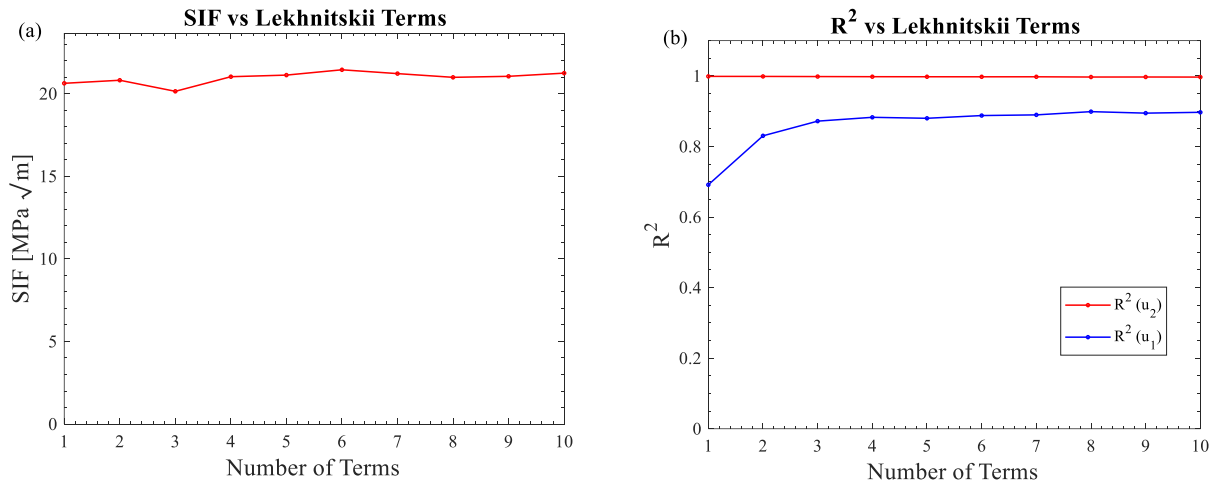 (a)
SIF vs Lekhnitskii Terms
SIF [MPa √m]
20
15
10
5
0
1 2 3 4 5 6 7 8 9 10
Number of Terms
(b)
R² vs Lekhnitskii Terms
R²
1
0.8
0.6
0.4
0.2
0
R² (u₂)
R² (u₁)
1 2 3 4 5 6 7 8 9 10
Number of Terms